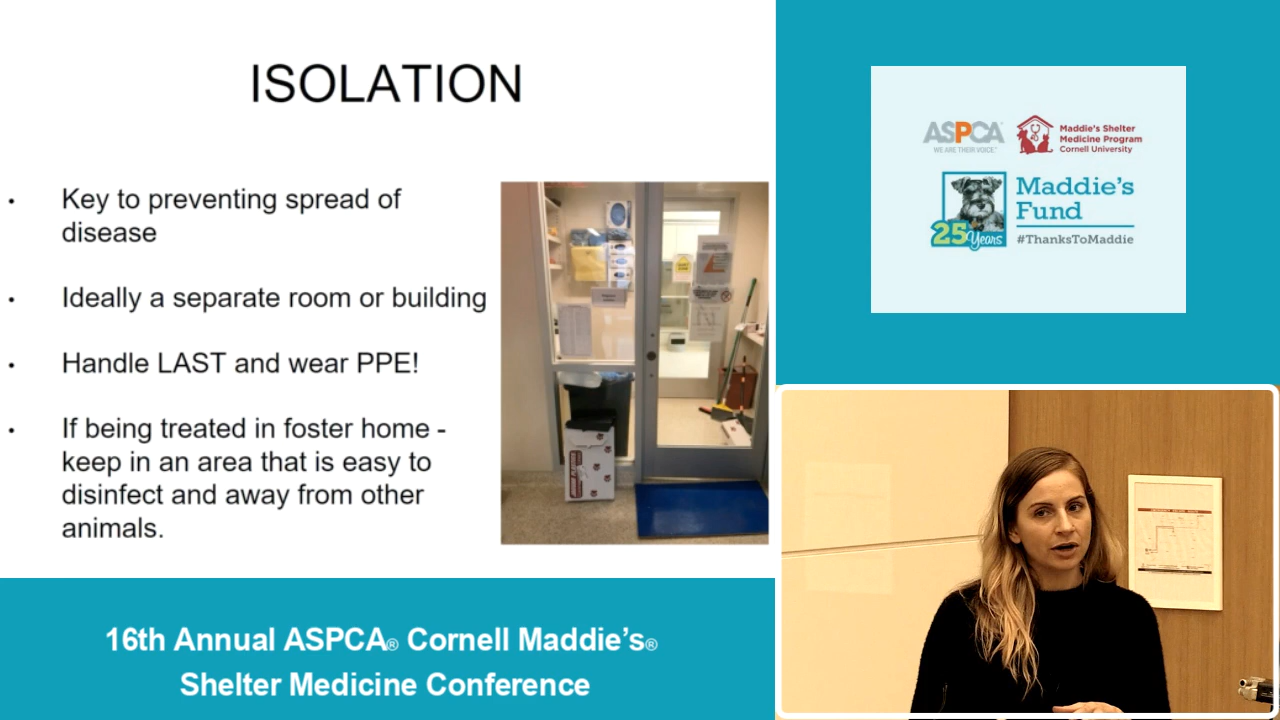 ISOLATION
• Key to preventing spread of
disease
• Ideally a separate room or building
• Handle LAST and wear PPE!
• If being treated in foster home -
keep in an area that is easy to
disinfect and away from other
animals.
16th Annual ASPCA® Cornell Maddie’s®
Shelter Medicine Conference
ASPCA®
WE ARE THEIR VOICE.™
Maddie's Shelter
Medicine Program
Cornell University
Maddie's
Fund
25 Years
#ThanksToMaddie